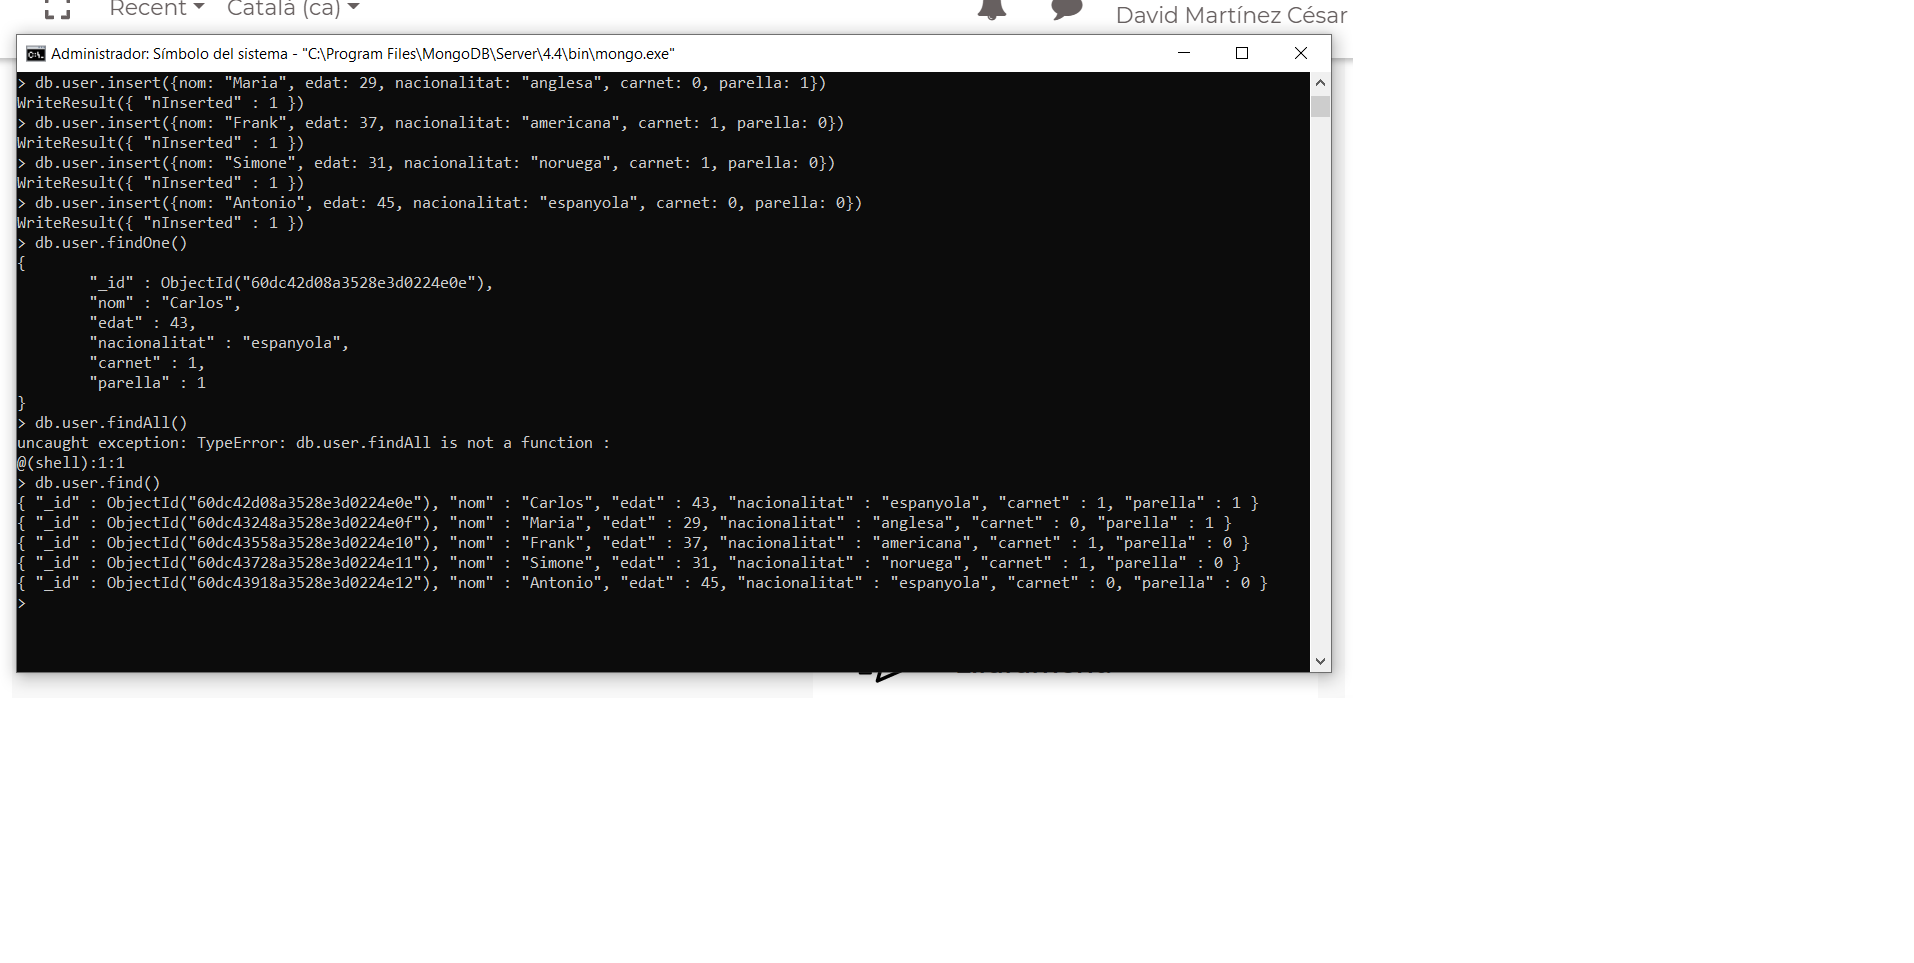 Recent Català (ca) David Martínez César
Administrador: Símbolo del sistema - "C:\Program Files\MongoDB\Server\4.4\bin\mongo.exe"
> db.user.insert({nom: "Maria", edat: 29, nacionalitat: "anglesa", carnet: 0, parella: 1})
WriteResult({ "nInserted" : 1 })
> db.user.insert({nom: "Frank", edat: 37, nacionalitat: "americana", carnet: 1, parella: 0})
WriteResult({ "nInserted" : 1 })
> db.user.insert({nom: "Simone", edat: 31, nacionalitat: "noruega", carnet: 1, parella: 0})
WriteResult({ "nInserted" : 1 })
> db.user.insert({nom: "Antonio", edat: 45, nacionalitat: "espanyola", carnet: 0, parella: 0})
WriteResult({ "nInserted" : 1 })
> db.user.findOne()
{
"_id" : ObjectId("60dc42d08a3528e3d0224e0e"),
"nom" : "Carlos",
"edat" : 43,
"nacionalitat" : "espanyola",
"carnet" : 1,
"parella" : 1
}
> db.user.findAll()
uncaught exception: TypeError: db.user.findAll is not a function :
@(shell):1:1
> db.user.find()
{ "_id" : ObjectId("60dc42d08a3528e3d0224e0e"), "nom" : "Carlos", "edat" : 43, "nacionalitat" : "espanyola", "carnet" : 1, "parella" : 1 }
{ "_id" : ObjectId("60dc43248a3528e3d0224e0f"), "nom" : "Maria", "edat" : 29, "nacionalitat" : "anglesa", "carnet" : 0, "parella" : 1 }
{ "_id" : ObjectId("60dc43558a3528e3d0224e10"), "nom" : "Frank", "edat" : 37, "nacionalitat" : "americana", "carnet" : 1, "parella" : 0 }
{ "_id" : ObjectId("60dc43728a3528e3d0224e11"), "nom" : "Simone", "edat" : 31, "nacionalitat" : "noruega", "carnet" : 1, "parella" : 0 }
{ "_id" : ObjectId("60dc43918a3528e3d0224e12"), "nom" : "Antonio", "edat" : 45, "nacionalitat" : "espanyola", "carnet" : 0, "parella" : 0 }
>